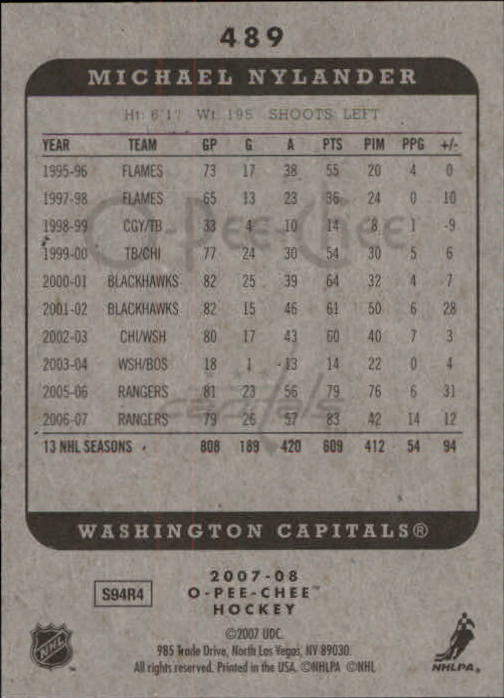 489
MICHAEL NYLANDER
Ht: 6'1" Wt: 195 SHOOTS: LEFT
YEAR TEAM GP G A PTS PIM PPG +/-
1995-96 FLAMES 73 17 38 55 20 4 0
1997-98 FLAMES 65 13 23 36 24 0 10
1998-99 CGY/TB 33 4 10 14 8 1 -9
1999-00 TB/CHI 77 24 30 54 30 5 6
2000-01 BLACKHAWKS 82 25 39 64 32 4 7
2001-02 BLACKHAWKS 82 15 46 61 50 6 28
2002-03 CHI/WSH 80 17 43 60 40 7 3
2003-04 WSH/BOS 18 1 13 14 22 0 4
2005-06 RANGERS 81 23 56 79 76 6 31
2006-07 RANGERS 79 26 57 83 42 14 12
13 NHL SEASONS 808 189 420 609 412 54 94
O-Pee-Chee
capitals
WASHINGTON CAPITALS®
2007-08
S94R4 O-PEE-CHEE™
HOCKEY
©2007 UDC.
985 Trade Drive, North Las Vegas, NV 89030.
All rights reserved. Printed in the USA. ©NHLPA ©NHL
NHL
NHLPA